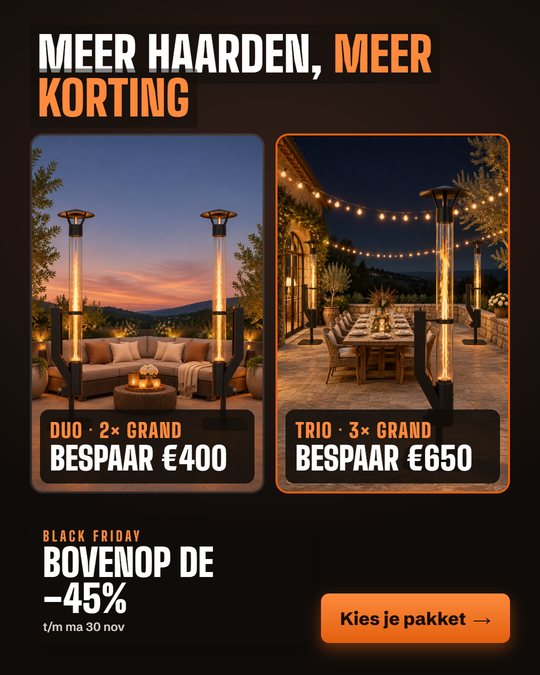 MEER HAARDEN, MEER
KORTING
DUO · 2× GRAND
BESPAAR €400
TRIO · 3× GRAND
BESPAAR €650
BLACK FRIDAY
BOVENOP DE
–45%
t/m ma 30 nov
Kies je pakket →